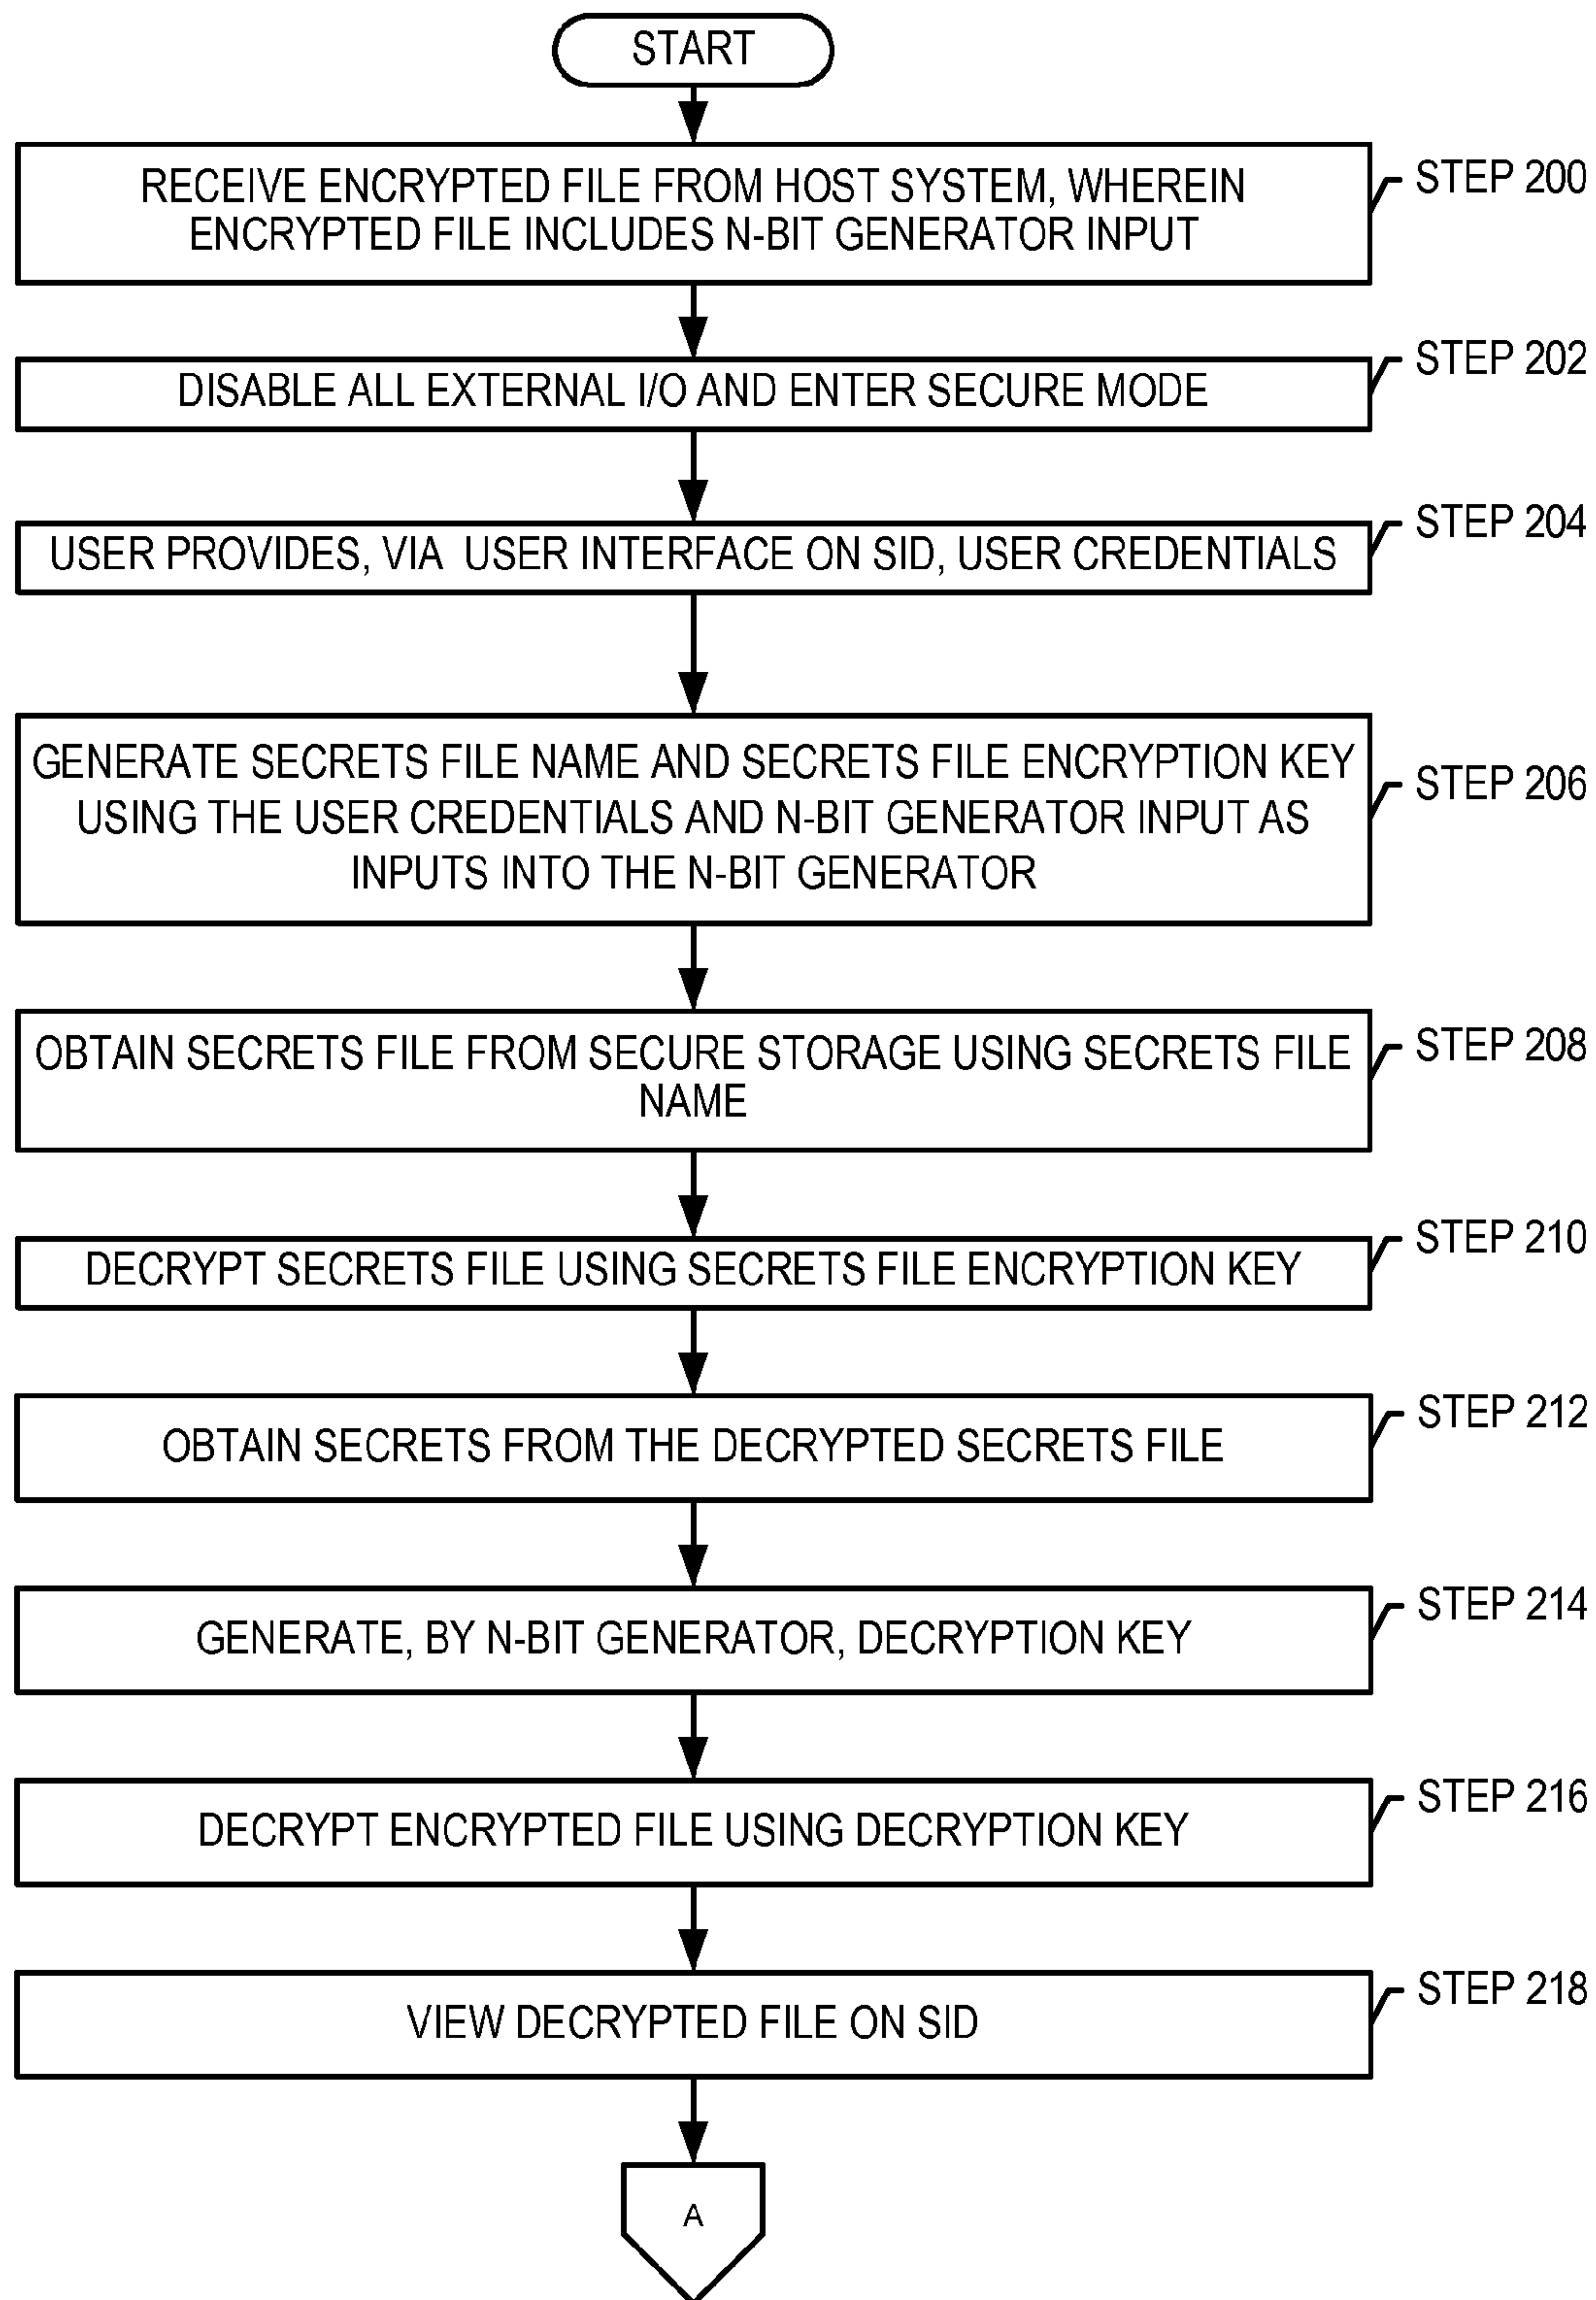 START
RECEIVE ENCRYPTED FILE FROM HOST SYSTEM, WHEREIN
ENCRYPTED FILE INCLUDES N-BIT GENERATOR INPUT
STEP 200
DISABLE ALL EXTERNAL I/O AND ENTER SECURE MODE
STEP 202
USER PROVIDES, VIA USER INTERFACE ON SID, USER CREDENTIALS
STEP 204
GENERATE SECRETS FILE NAME AND SECRETS FILE ENCRYPTION KEY
USING THE USER CREDENTIALS AND N-BIT GENERATOR INPUT AS
INPUTS INTO THE N-BIT GENERATOR
STEP 206
OBTAIN SECRETS FILE FROM SECURE STORAGE USING SECRETS FILE
NAME
STEP 208
DECRYPT SECRETS FILE USING SECRETS FILE ENCRYPTION KEY
STEP 210
OBTAIN SECRETS FROM THE DECRYPTED SECRETS FILE
STEP 212
GENERATE, BY N-BIT GENERATOR, DECRYPTION KEY
STEP 214
DECRYPT ENCRYPTED FILE USING DECRYPTION KEY
STEP 216
VIEW DECRYPTED FILE ON SID
STEP 218
A